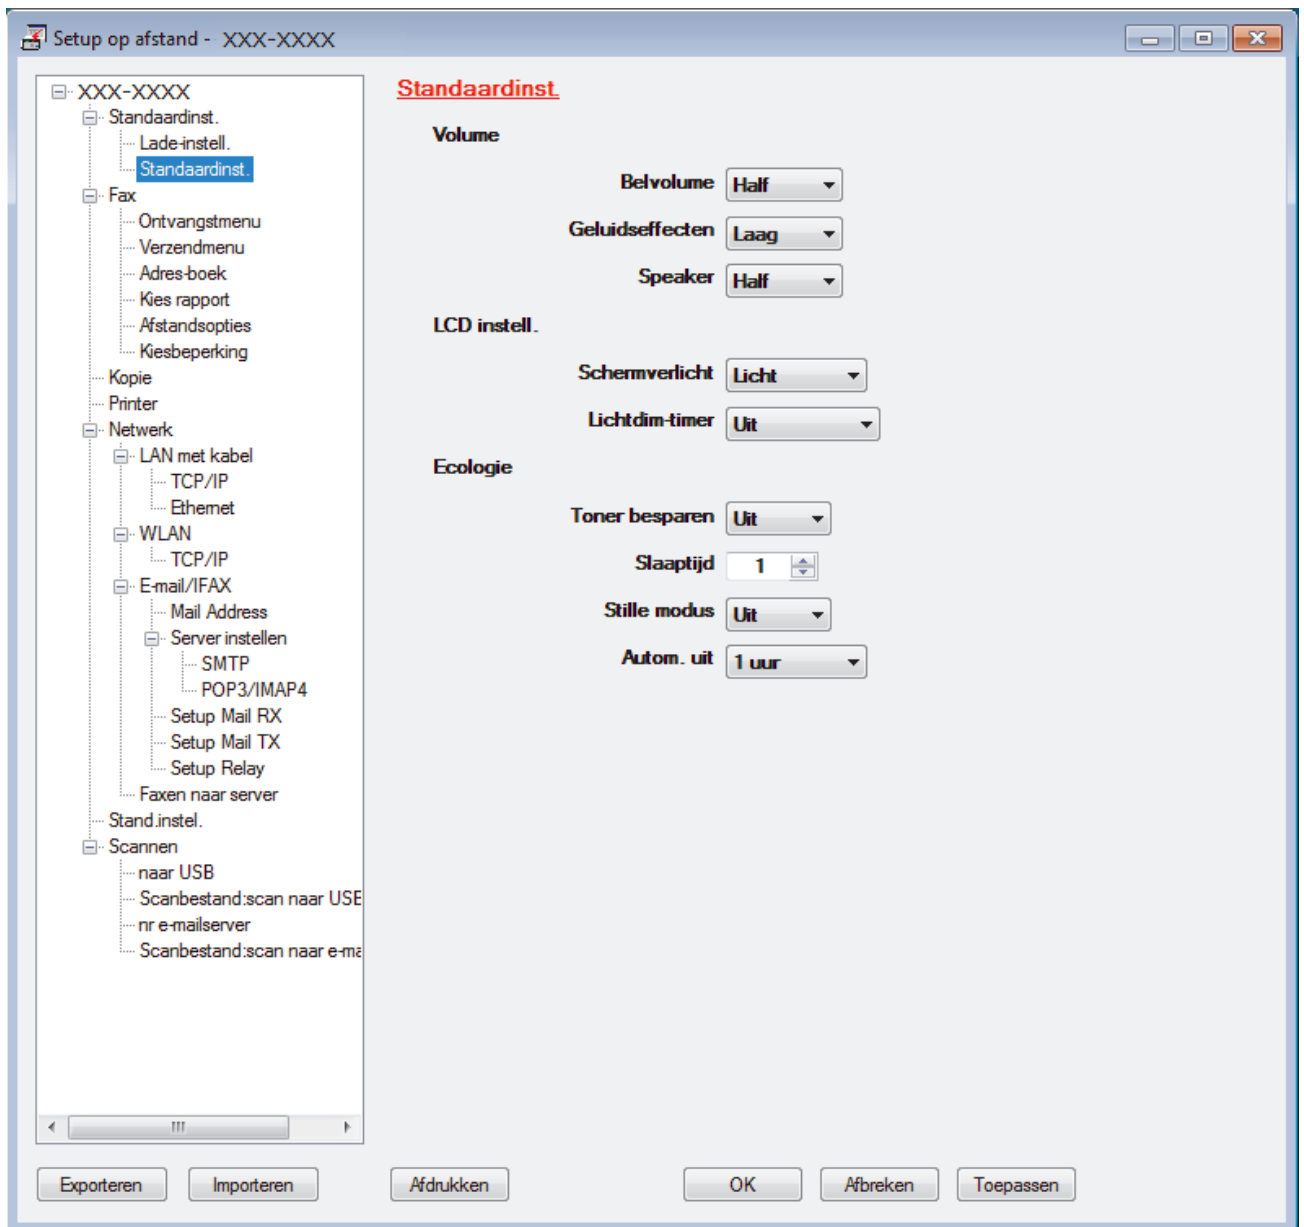 Setup op afstand - XXX-XXXX
XXX-XXXX
Standaardinst.
Lade-instell.
Standaardinst.
Fax
Ontvangstmenu
Verzendmenu
Adres-boek
Kies rapport
Afstandsopties
Kiesbeperking
Kopie
Printer
Netwerk
LAN met kabel
TCP/IP
Ethernet
WLAN
TCP/IP
E-mail/IFAX
Mail Address
Server instellen
SMTP
POP3/IMAP4
Setup Mail RX
Setup Mail TX
Setup Relay
Faxen naar server
Stand.instel.
Scannen
naar USB
Scanbestand:scan naar USB
nr e-mailserver
Scanbestand:scan naar e-ma
Standaardinst.
Volume
Belvolume Half
Geluidseffecten Laag
Speaker Half
LCD instell.
Schermverlicht Licht
Lichtdim-timer Uit
Ecologie
Toner besparen Uit
Slaaptijd 1
Stille modus Uit
Autom. uit 1 uur
Exporteren Importeren Afdrukken OK Afbreken Toepassen